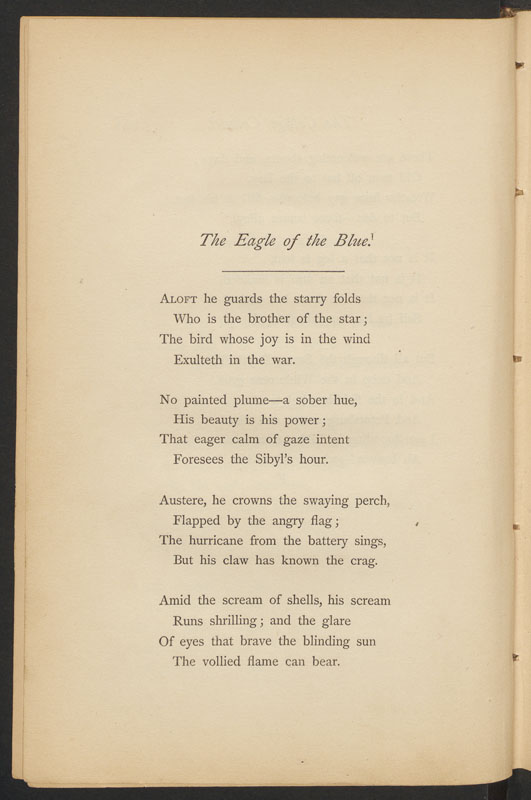 The Eagle of the Blue.¹
ALOFT he guards the starry folds
Who is the brother of the star;
The bird whose joy is in the wind
Exulteth in the war.
No painted plume—a sober hue,
His beauty is his power;
That eager calm of gaze intent
Foresees the Sibyl's hour.
Austere, he crowns the swaying perch,
Flapped by the angry flag;
The hurricane from the battery sings,
But his claw has known the crag.
Amid the scream of shells, his scream
Runs shrilling; and the glare
Of eyes that brave the blinding sun
The vollied flame can bear.